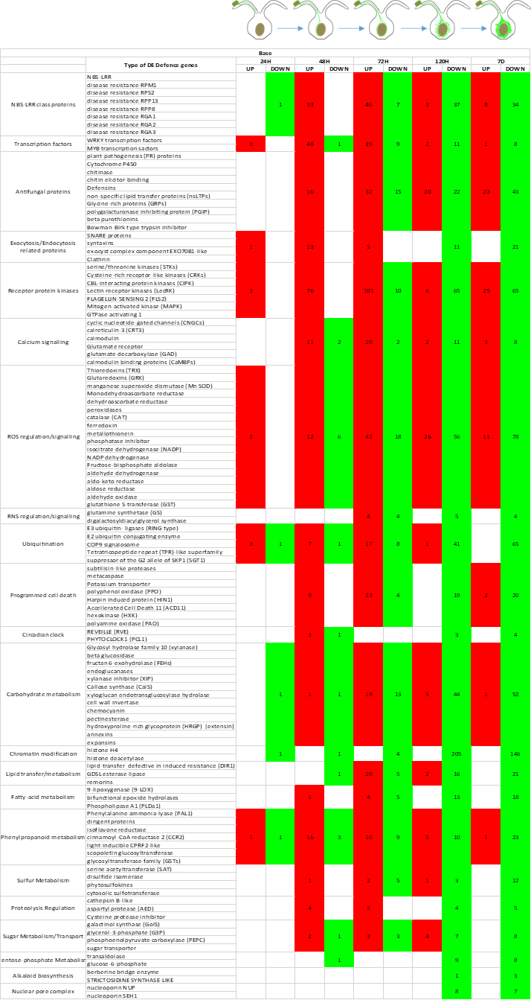 Base
Type of DE Defence genes
24H 48H 72H 120H 7D
UP DOWN UP DOWN UP DOWN UP DOWN UP DOWN
NBS-LRR class proteins
NBS-LRR
disease resistance RPM1
disease resistance RPS2
disease resistance RPP13
disease resistance RPP8
disease resistance RGA1
disease resistance RGA2
disease resistance RGA3
1 33 46 7 3 37 8 34
Transcription factors
WRKY transcription factors
MYB transcription sactors
3 48 1 39 9 2 11 1 8
Antifungal proteins
plant-pathogenesis (PR) proteins
Cytochrome P450
chitinase
chitin elicitor-binding
Defensins
non-specific lipid transfer proteins (nsLTPs)
Glycine-rich proteins (GRPs)
polygalacturonase inhibiting protein (PGIP)
beta purothionins
Bowman-Birk type trypsin inhibitor
16 32 15 20 22 23 43
Exocytosis/Endocytosis
related proteins
SNARE proteins
syntaxins
exocyst complex component EXO70B1-like
Clathrin
1 13 5 11 21
Receptor protein kinases
serine/threonine kinases (STKs)
Cysteine-rich receptor-like kinases (CRKs)
CBL-interacting protein kinases (CIPK)
Lectin receptor kinases (LecRK)
FLAGELLIN-SENSING 2 (FLS2)
Mitogen-activated kinase (MAPK)
GTPase activating 1
3 76 101 10 6 65 25 65
Calcium signalling
cyclic nucleotide-gated channels (CNGCs)
calreticulin-3 (CRT3)
calmodulin
Glutamate receptor
glutamate decarboxylase (GAD)
calmodulin binding proteins (CaMBPs)
11 2 20 2 2 11 3 8
ROS regulation/signalling
Thioredoxins (TRX)
Glutaredoxins (GRX)
manganese superoxide dismutase (Mn SOD)
Monodehydroascorbate reductase
dehydroascorbate reductase
peroxidases
catalase (CAT)
ferredoxin
metallothionein
phosphatase inhibitor
isocitrate dehydrogenase (NADP)
NADP dehydrogenase
Fructose-bisphosphate aldolase
aldehyde dehydrogenase
aldo-keto reductase
aldose reductase
aldehyde oxidase
glutathione S-transferase (GST)
2 12 6 42 18 26 56 11 78
RNS regulation/signalling
glutamine synthetase (GS)
digalactosyldiacylglycerol synthase
4 4 5 4
Ubiquitination
E3 ubiquitin-ligases (RING type)
E2 ubiquitin-conjugating enzyme
COP9 signalosome
Tetratricopeptide repeat (TPR)-like superfamily
suppressor of the G2 allele of SKP1 (SGT1)
3 1 7 1 17 8 1 41 65
Programmed cell death
subtilisin-like proteases
metacaspase
Potassium transporter
polyphenol oxidase (PPO)
Harpin induced protein (HIN1)
Accellerated Cell Death 11 (ACD11)
hexokinase (HXK)
polyamine oxidase (PAO)
9 23 4 19 2 20
Circadian clock
REVEILLE (RVE)
PHYTOCLOCK1 (PCL1)
3 1 3 4
Carbohydrate metabolism
Glycosyl hydrolase family 10 (xylanase)
beta glucosidase
fructan 6-exohydrolase (FEHs)
endoglucanases
xylanase inhibitor (XIP)
Callose synthase (CalS)
xyloglucan endotransglucosylase hydrolase
cell wall invertase
chemocyanin
pectinesterase
hydroxyproline-rich glycoprotein (HRGP) (extensin)
annexins
expansins
1 1 1 19 13 5 44 1 52
Chromatin modification
histone H4
histone deacetylase
1 1 4 205 146
Lipid transfer/metabolism
lipid-transfer defective in induced resistance (DIR1)
GDSL esterase lipase
remorins
1 20 5 2 16 21
Fatty-acid metabolism
9-lipoxygenase (9-LOX)
bifunctional epoxide hydrolases
Phospholipase A1 (PLDa1)
1 4 5 13 18
Phenylpropanoid metabolism
Phenylalanine ammonia-lyase (PAL1)
dirigent proteins
isoflavone reductase
cinnamoyl-CoA reductase 2 (CCR2)
light-inducible CPRF2-like
scopoletin glucosyltransferase
glycosyltransferase family (GSTs)
1 1 16 3 10 9 5 10 1 23
Sulfur Metabolism
serine acetyltransferase (SAT)
disulfide isomerase
phytosulfokines
cytosolic sulfotransferase
1 2 5 1 3 12
Proteolysis Regulation
cathepsin B-like
aspartyl protease (AED)
Cysteine protease inhibitor
4 5 4 5
Sugar Metabolism/Transport
galactinol synthase (GolS)
glycerol-3-phosphate (G3P)
phosphoenolpyruvate carboxylase (PEPC)
sugar transporter
2 1 3 3 4 7 8
entose-phosphate Metabolisr
transaldolase
glucose-6-phosphate
1 9 8
Alkaloid biosynthesis
berberine bridge enzyme
STRICTOSIDINE SYNTHASE-LIKE
1 3
Nuclear pore complex
nucleoporin NUP
nucleoporin SEH1
8 7